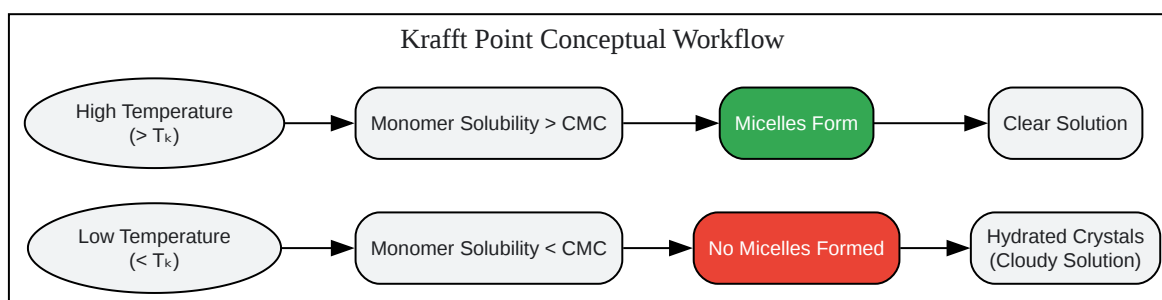 Krafft Point Conceptual Workflow
High Temperature
(> Tₖ)
Monomer Solubility > CMC
Micelles Form
Clear Solution
Low Temperature
(< Tₖ)
Monomer Solubility < CMC
No Micelles Formed
Hydrated Crystals
(Cloudy Solution)